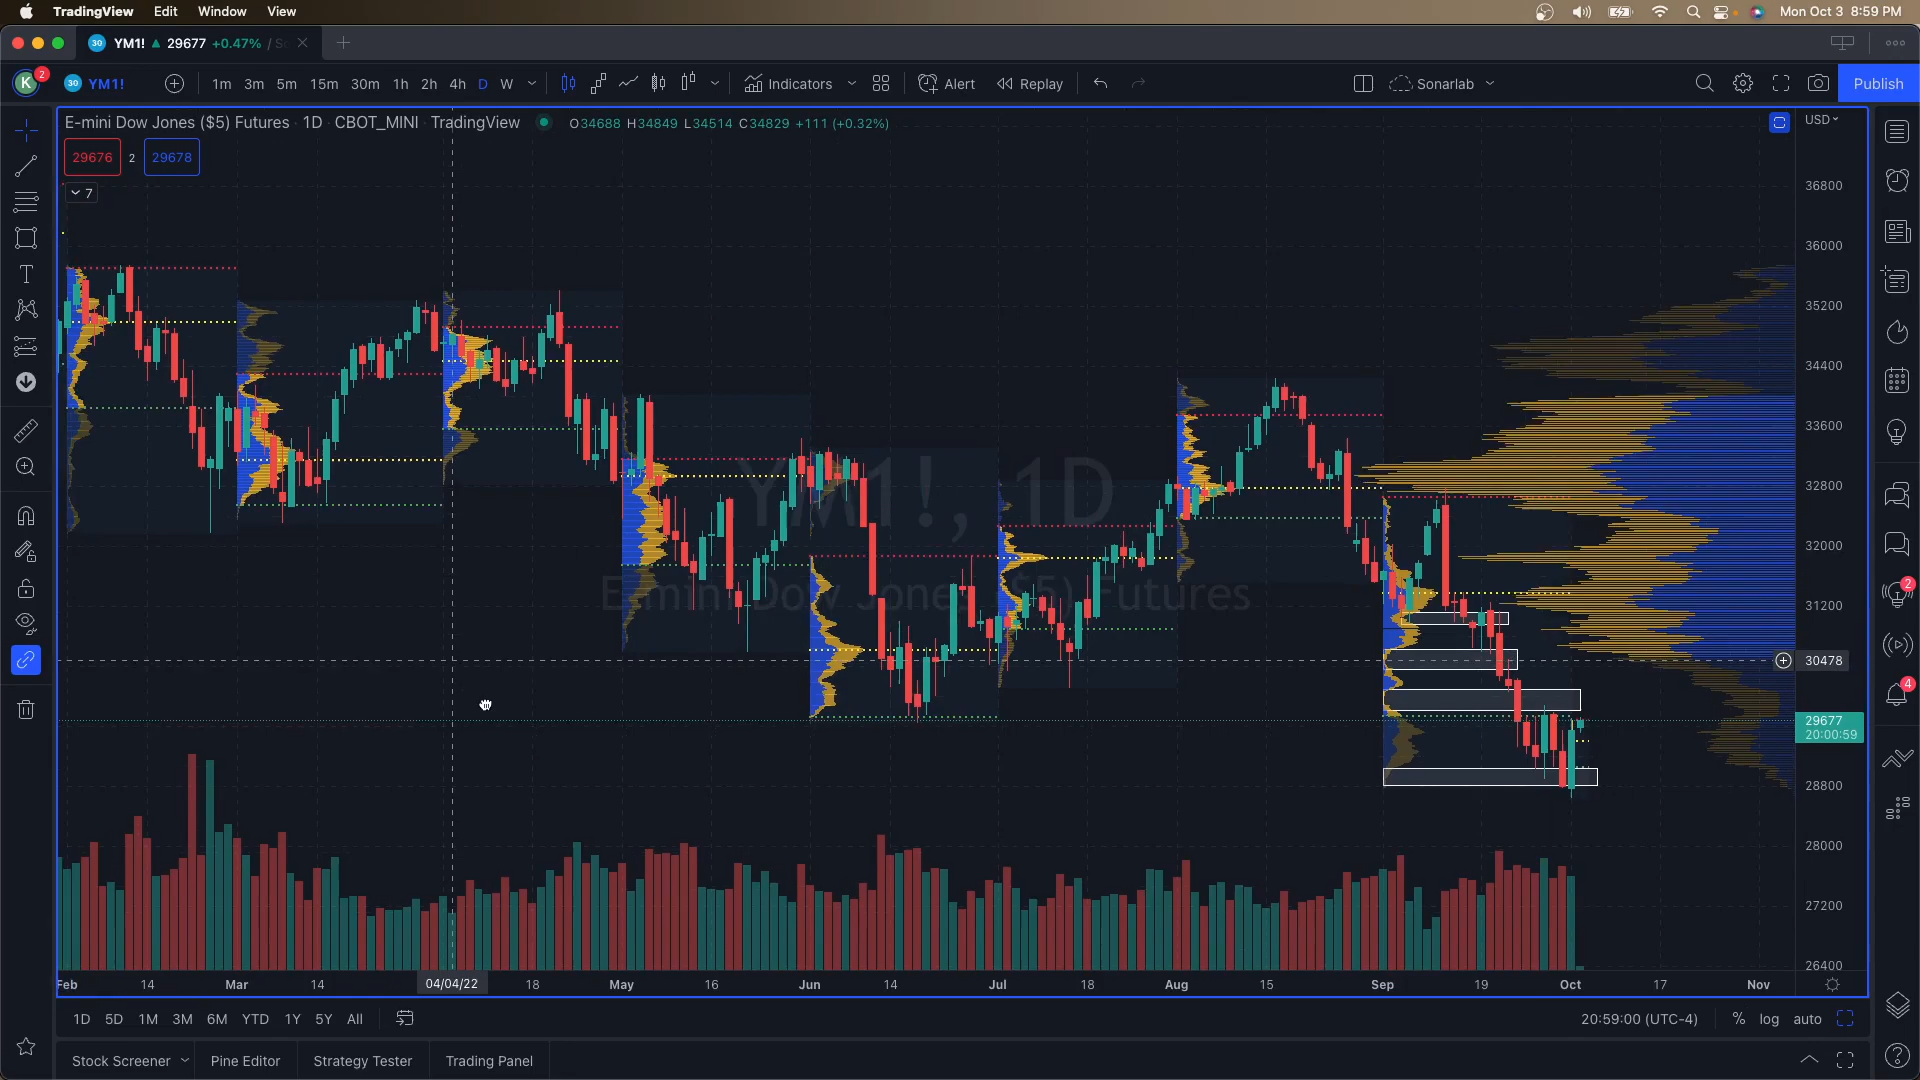 TradingView Edit Window View Mon Oct 3 8:59 PM
30 YM1! ▲ 29677 +0.47% / Sc
K 2 30 YM1! 1m 3m 5m 15m 30m 1h 2h 4h D W Indicators Alert Replay Sonarlab Publish
E-mini Dow Jones ($5) Futures · 1D · CBOT_MINI · TradingView O34688 H34849 L34514 C34829 +111 (+0.32%) USD
29676 2 29678
7
36800
36000
35200
34400
33600
32800
32000
31200
30478
29677
20:00:59
28800
28000
27200
26400
YM1!, 1D
E-mini Dow Jones ($5) Futures
2
4
Feb 14 Mar 14 04/04/22 18 May 16 Jun 14 Jul 18 Aug 15 Sep 19 Oct 17 Nov
1D 5D 1M 3M 6M YTD 1Y 5Y All 20:59:00 (UTC-4) % log auto
Stock Screener Pine Editor Strategy Tester Trading Panel